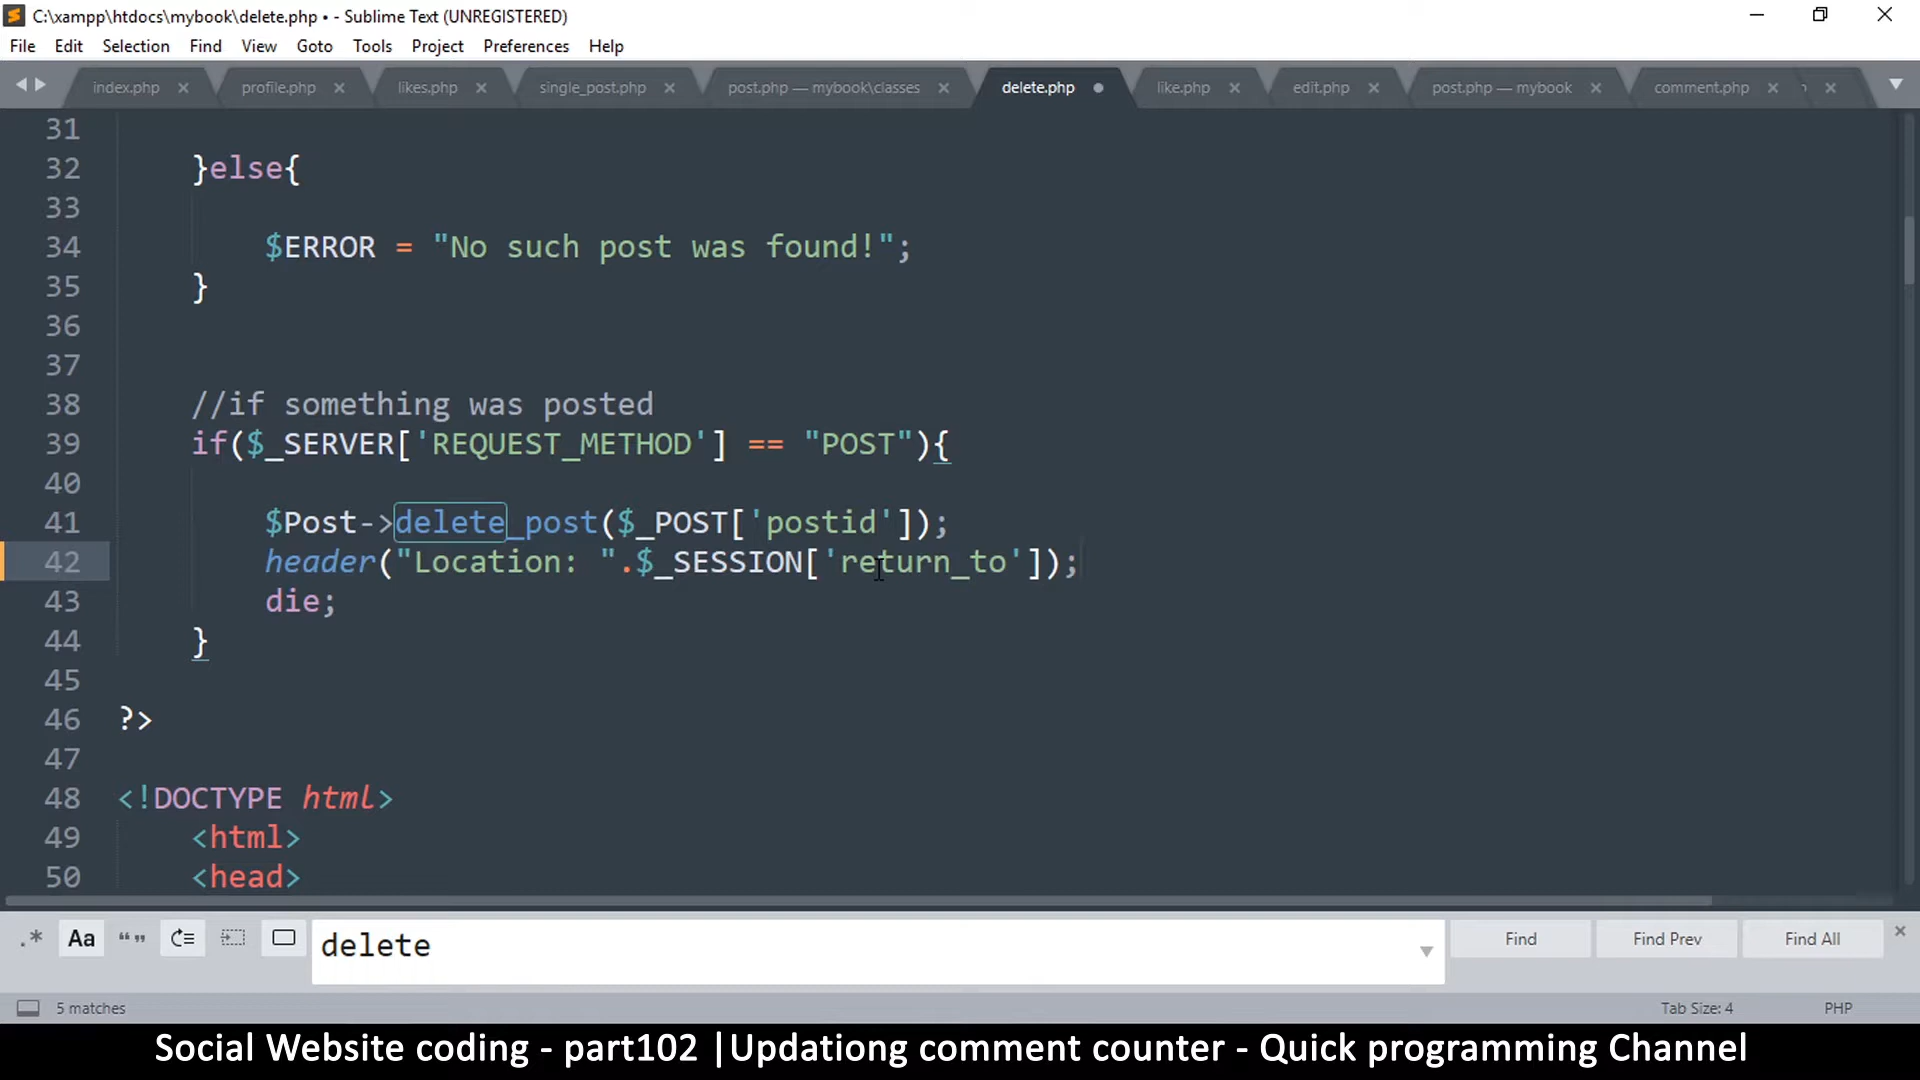 C:\xampp\htdocs\mybook\delete.php • - Sublime Text (UNREGISTERED)
File Edit Selection Find View Goto Tools Project Preferences Help
index.php profile.php likes.php single_post.php post.php — mybook\classes delete.php like.php edit.php post.php — mybook comment.php
31
32 }else{
33
34 $ERROR = "No such post was found!";
35 }
36
37
38 //if something was posted
39 if($_SERVER['REQUEST_METHOD'] == "POST"){
40
41 $Post->delete_post($_POST['postid']);
42 header("Location: ".$_SESSION['return_to']);
43 die;
44 }
45
46 ?>
47
48 <!DOCTYPE html>
49 <html>
50 <head>
.* Aa “” delete Find Find Prev Find All
5 matches Tab Size: 4 PHP
Social Website coding - part102 |Updationg comment counter - Quick programming Channel